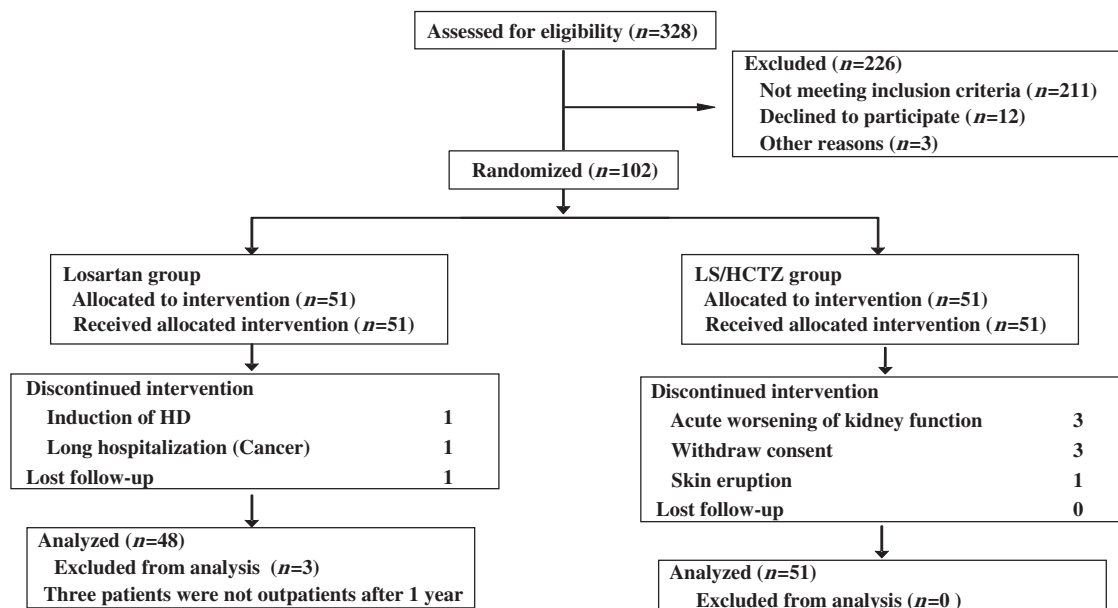 Assessed for eligibility (n=328)
Excluded (n=226)
Not meeting inclusion criteria (n=211)
Declined to participate (n=12)
Other reasons (n=3)
Randomized (n=102)
Losartan group
Allocated to intervention (n=51)
Received allocated intervention (n=51)
LS/HCTZ group
Allocated to intervention (n=51)
Received allocated intervention (n=51)
Discontinued intervention
Induction of HD 1
Long hospitalization (Cancer) 1
Lost follow-up 1
Discontinued intervention
Acute worsening of kidney function 3
Withdraw consent 3
Skin eruption 1
Lost follow-up 0
Analyzed (n=48)
Excluded from analysis (n=3)
Three patients were not outpatients after 1 year
Analyzed (n=51)
Excluded from analysis (n=0 )